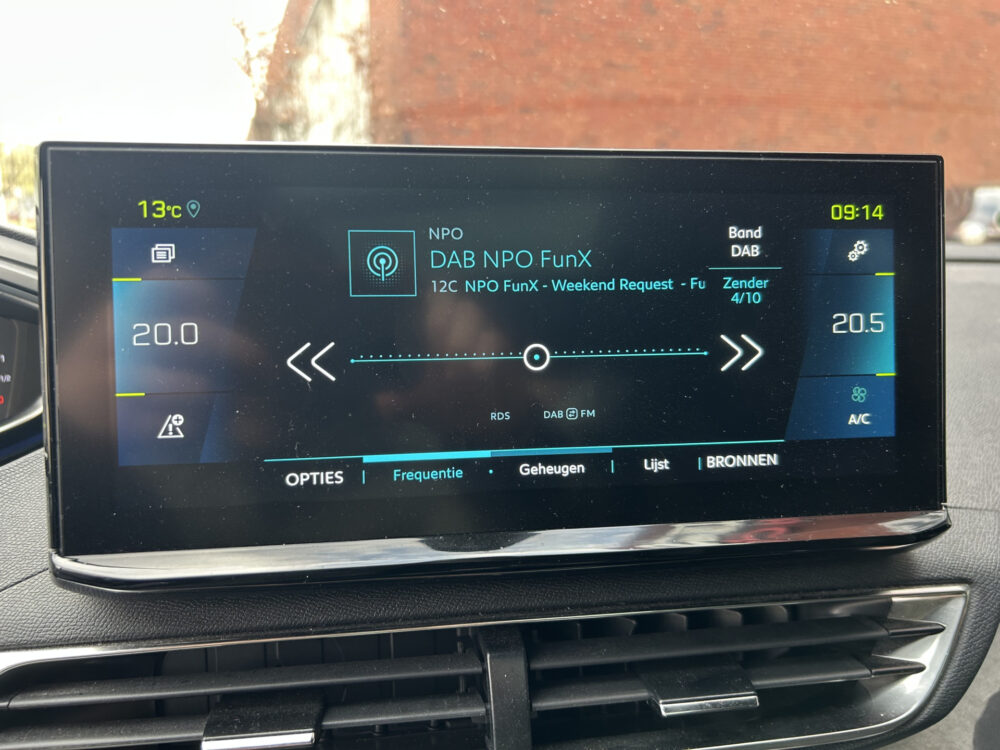 13°C
09:14
NPO
DAB NPO FunX
12C NPO FunX - Weekend Request - Fu
Band
DAB
Zender
4/10
20.0
20.5
RDS
DAB FM
A/C
OPTIES | Frequentie • Geheugen | Lijst | BRONNEN